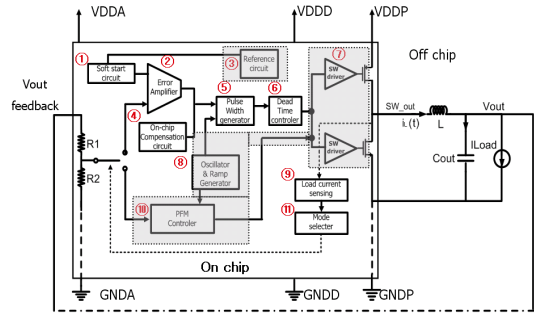 VDDA
VDDD
VDDP
Off chip
①
Soft start
circuit
②
Error
Amplifier
③
Reference
circuit
④
On-chip
Compensation
circuit
⑤
Pulse
Width
generator
⑥
Dead
Time
controler
⑦
SW
driver
SW
driver
Vout
feedback
R1
R2
SW_out
iL(t)
L
Vout
Cout
ILoad
⑧
Oscillator
& Ramp
Generator
⑨
Load current
sensing
⑩
PFM
Controler
⑪
Mode
selecter
On chip
GNDA
GNDD
GNDP